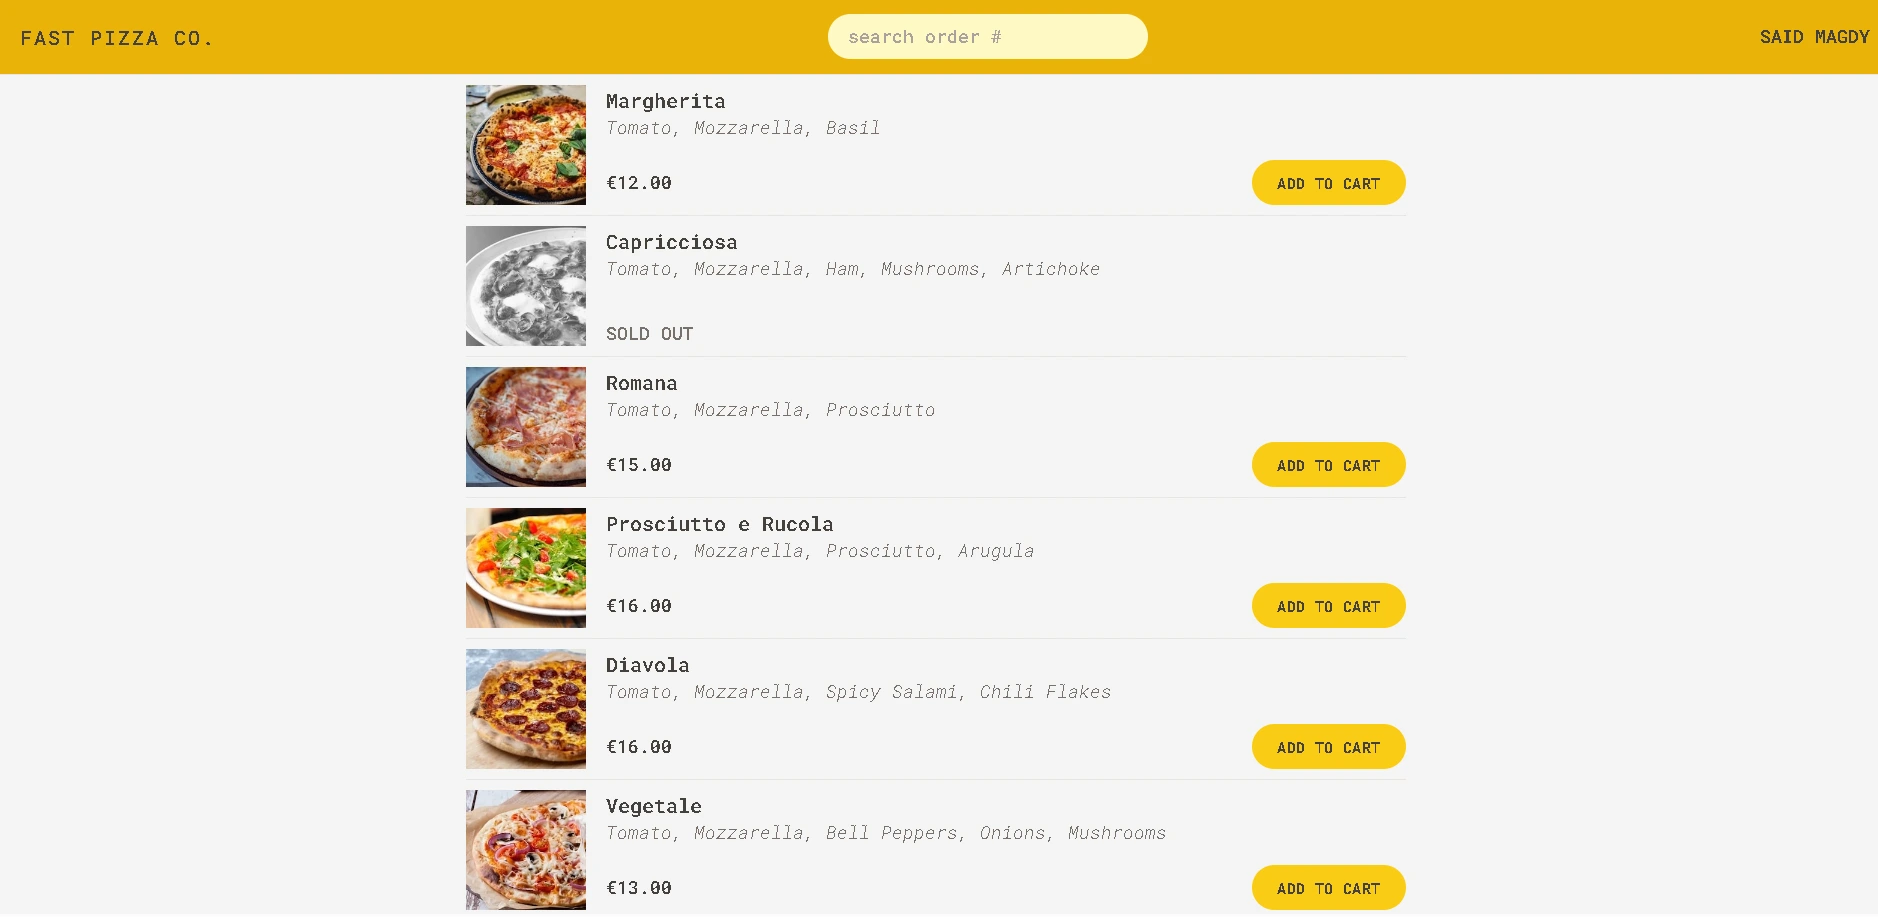 FAST PIZZA CO.
search order #
SAID MAGDY
Margherita
Tomato, Mozzarella, Basil
€12.00
ADD TO CART
Capricciosa
Tomato, Mozzarella, Ham, Mushrooms, Artichoke
SOLD OUT
Romana
Tomato, Mozzarella, Prosciutto
€15.00
ADD TO CART
Prosciutto e Rucola
Tomato, Mozzarella, Prosciutto, Arugula
€16.00
ADD TO CART
Diavola
Tomato, Mozzarella, Spicy Salami, Chili Flakes
€16.00
ADD TO CART
Vegetale
Tomato, Mozzarella, Bell Peppers, Onions, Mushrooms
€13.00
ADD TO CART